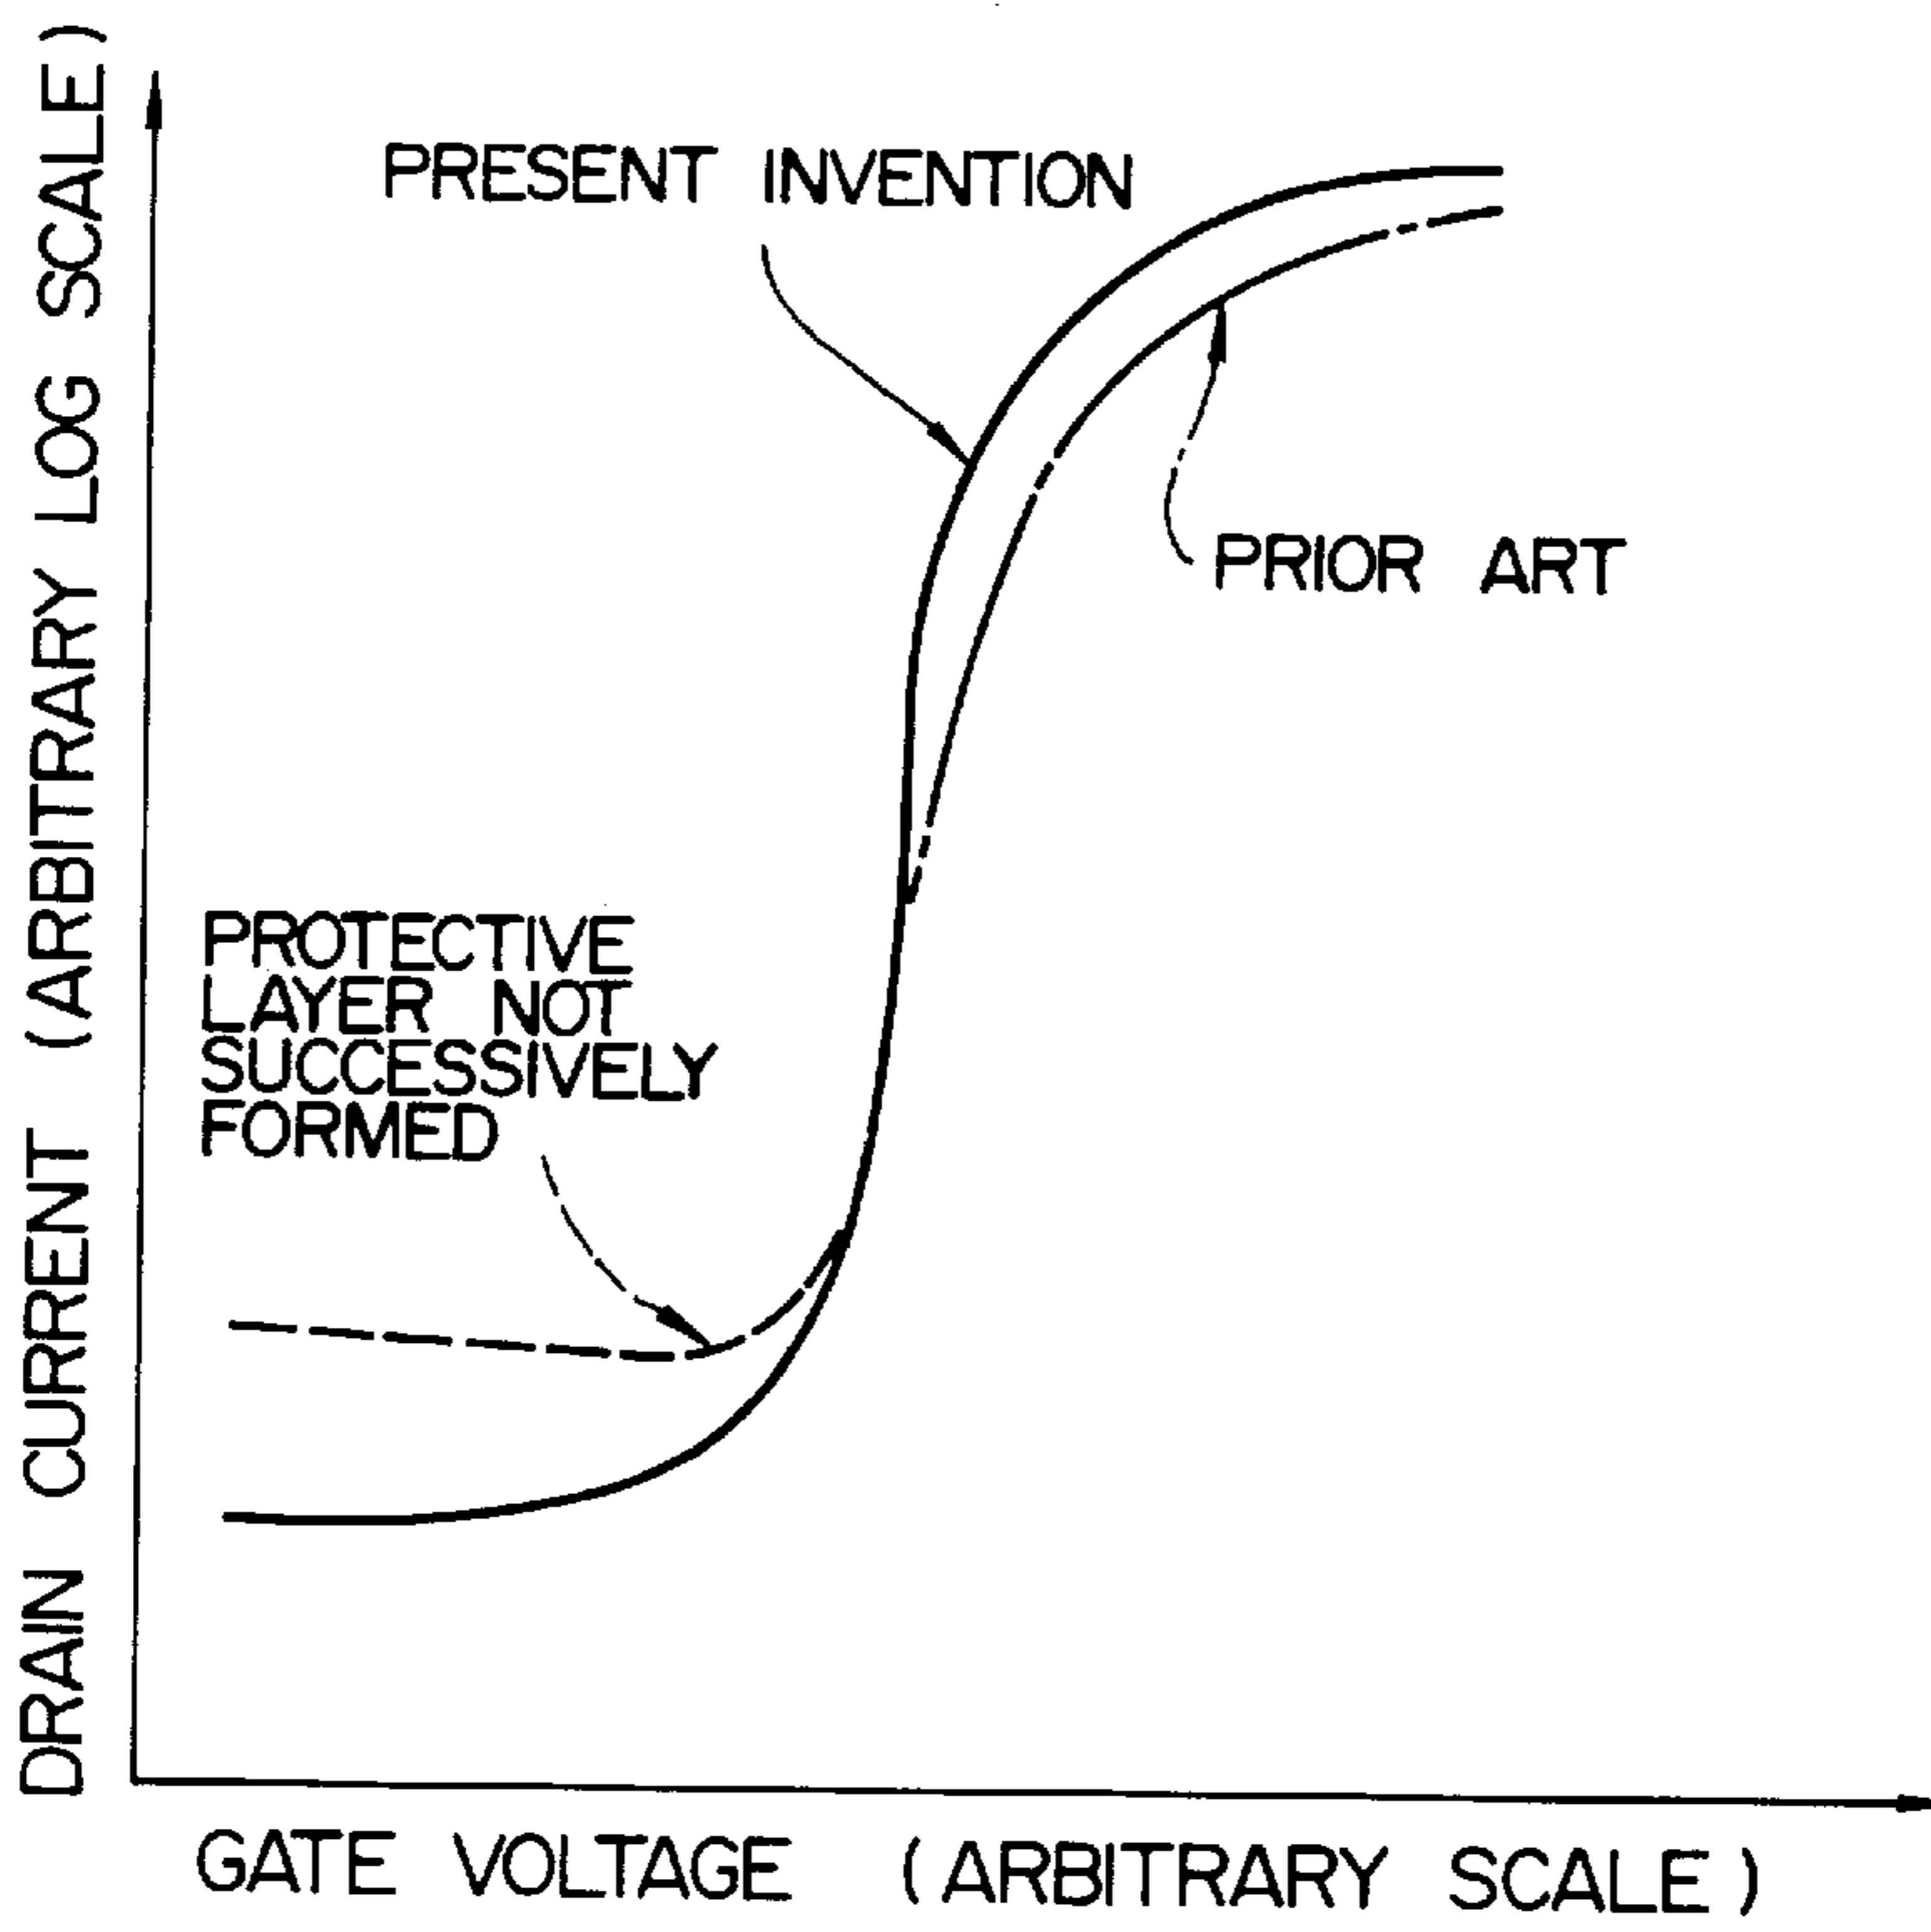 DRAIN CURRENT (ARBITRARY LOG SCALE)
PRESENT INVENTION
PRIOR ART
PROTECTIVE
LAYER NOT
SUCCESSIVELY
FORMED
GATE VOLTAGE (ARBITRARY SCALE)